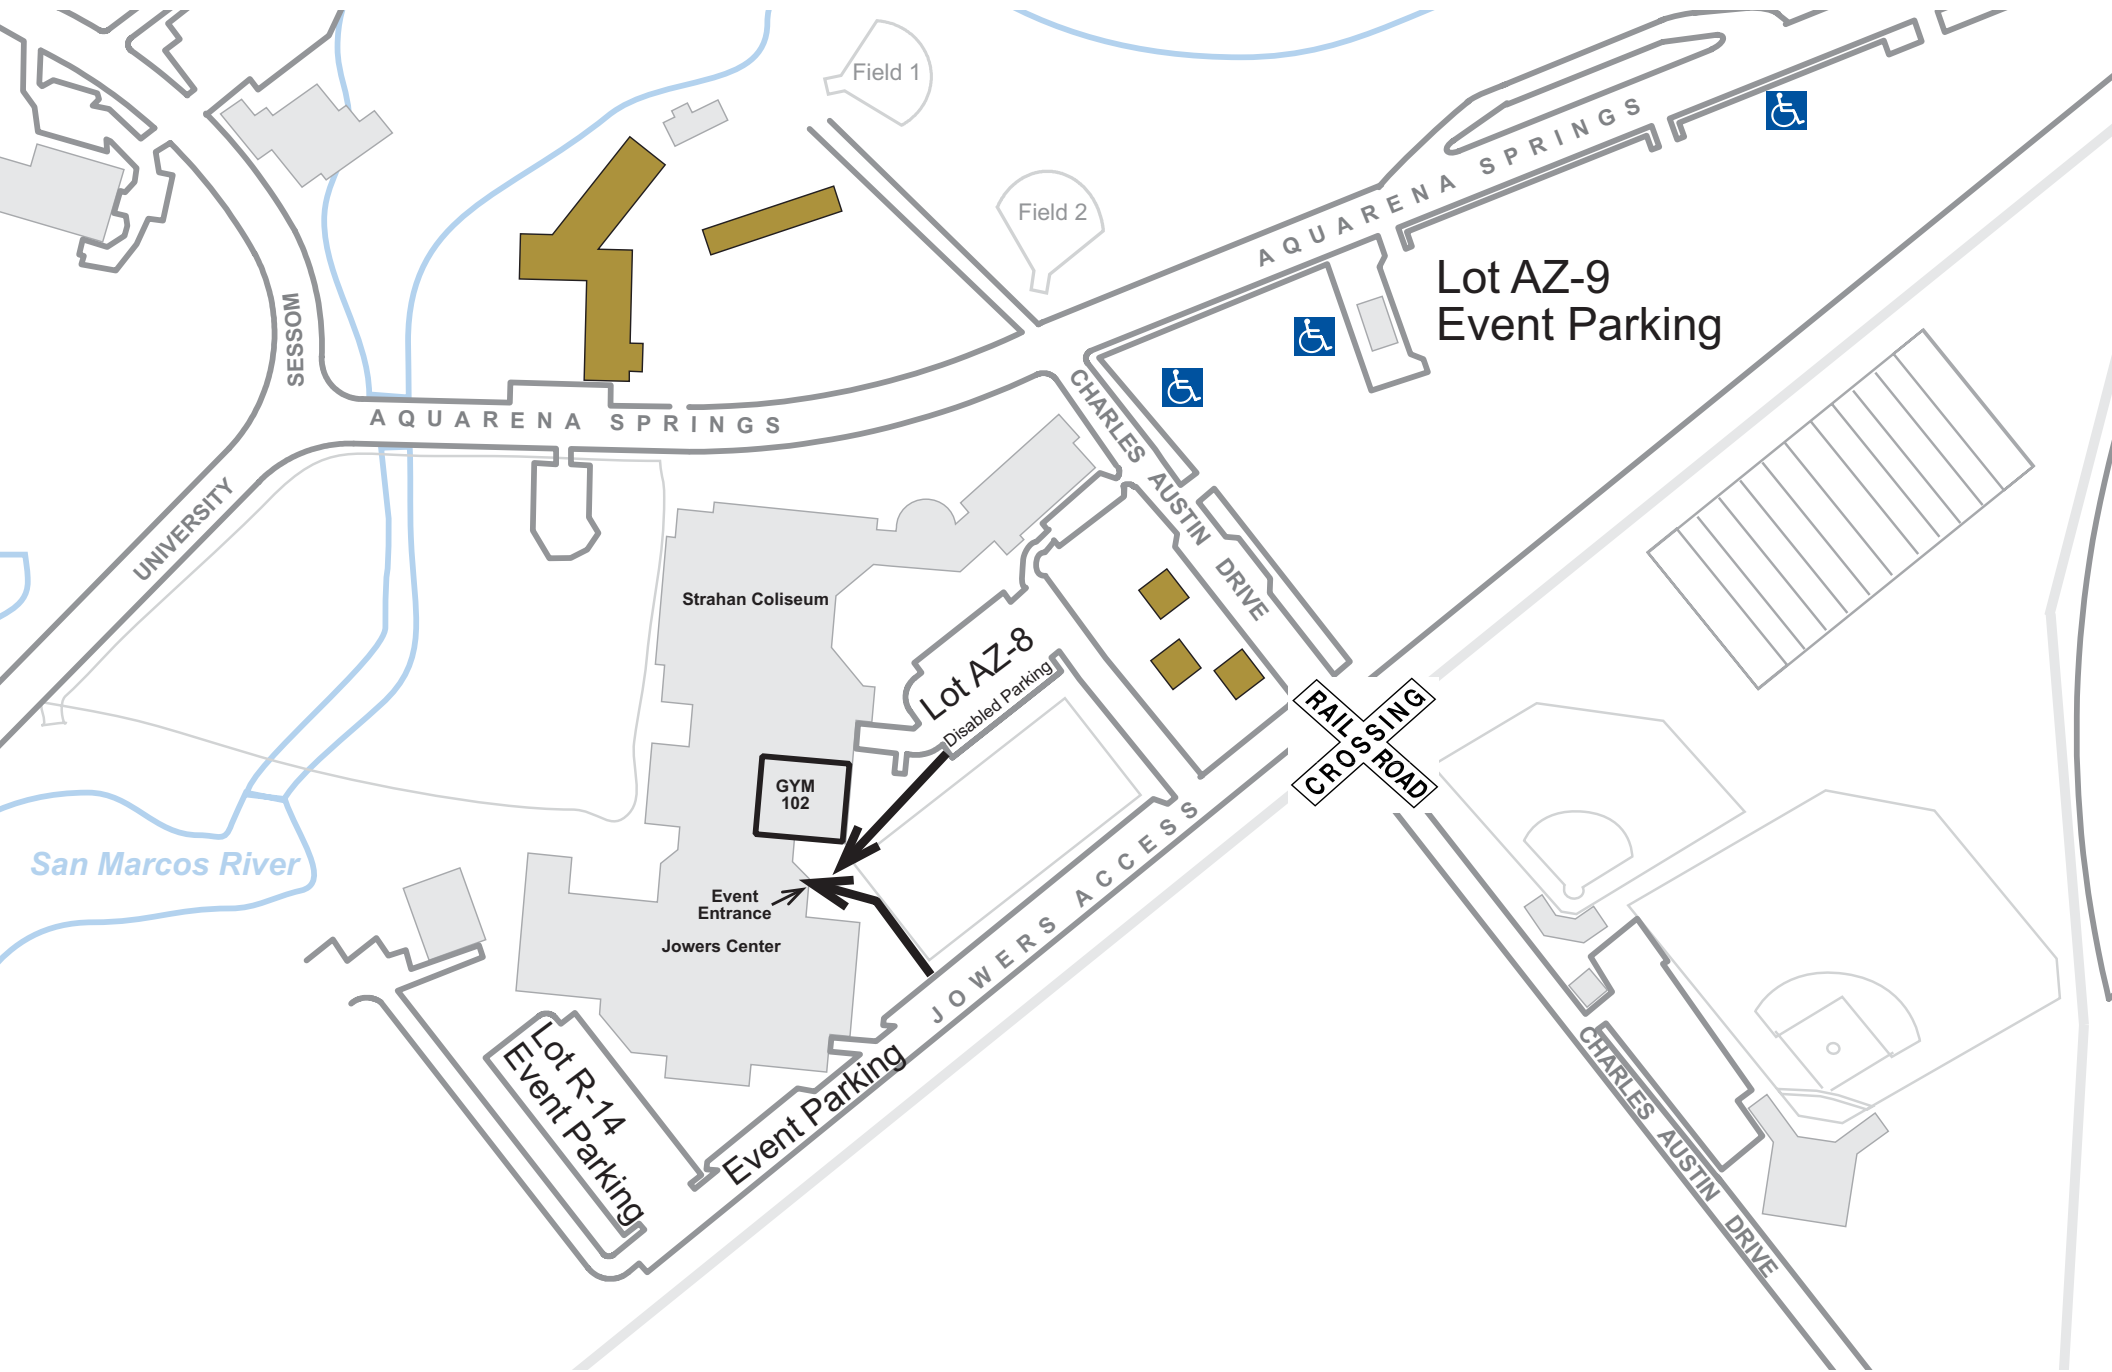 Field 1
Field 2
AQUARENA SPRINGS
Lot AZ-9
Event Parking
SESSOM
AQUARENA SPRINGS
CHARLES AUSTIN DRIVE
UNIVERSITY
Strahan Coliseum
Lot AZ-8
Disabled Parking
RAIL ROAD
CROSSING
GYM
102
San Marcos River
Event
Entrance
Jowers Center
JOWERS ACCESS
Lot R-14
Event Parking
Event Parking
CHARLES AUSTIN DRIVE